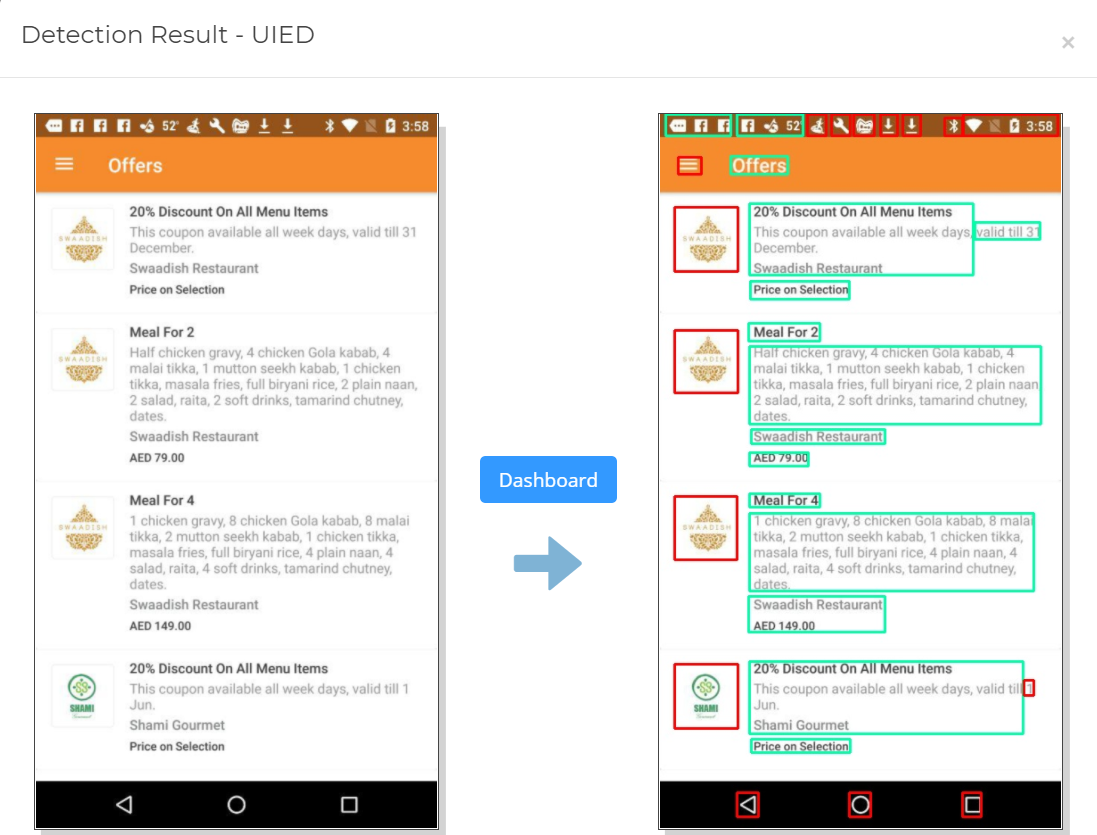 Detection Result - UIED
×
52°
3:58
Offers
SWAADISH
20% Discount On All Menu Items
This coupon available all week days, valid till 31
December.
Swaadish Restaurant
Price on Selection
SWAADISH
Meal For 2
Half chicken gravy, 4 chicken Gola kabab, 4
malai tikka, 1 mutton seekh kabab, 1 chicken
tikka, masala fries, full biryani rice, 2 plain naan,
2 salad, raita, 2 soft drinks, tamarind chutney,
dates.
Swaadish Restaurant
AED 79.00
SWAADISH
Meal For 4
1 chicken gravy, 8 chicken Gola kabab, 8 malai
tikka, 2 mutton seekh kabab, 1 chicken tikka,
masala fries, full biryani rice, 4 plain naan, 4
salad, raita, 4 soft drinks, tamarind chutney,
dates.
Swaadish Restaurant
AED 149.00
SHAMI
Gourmet
20% Discount On All Menu Items
This coupon available all week days, valid till 1
Jun.
Shami Gourmet
Price on Selection
Dashboard
52°
3:58
Offers
SWAADISH
20% Discount On All Menu Items
This coupon available all week days, valid till 31
December.
Swaadish Restaurant
Price on Selection
SWAADISH
Meal For 2
Half chicken gravy, 4 chicken Gola kabab, 4
malai tikka, 1 mutton seekh kabab, 1 chicken
tikka, masala fries, full biryani rice, 2 plain naan
2 salad, raita, 2 soft drinks, tamarind chutney,
dates.
Swaadish Restaurant
AED 79.00
SWAADISH
Meal For 4
1 chicken gravy, 8 chicken Gola kabab, 8 malai
tikka, 2 mutton seekh kabab, 1 chicken tikka,
masala fries, full biryani rice, 4 plain naan, 4
salad, raita, 4 soft drinks, tamarind chutney,
dates.
Swaadish Restaurant
AED 149.00
SHAMI
Gourmet
20% Discount On All Menu Items
This coupon available all week days, valid till 1
Jun.
Shami Gourmet
Price on Selection